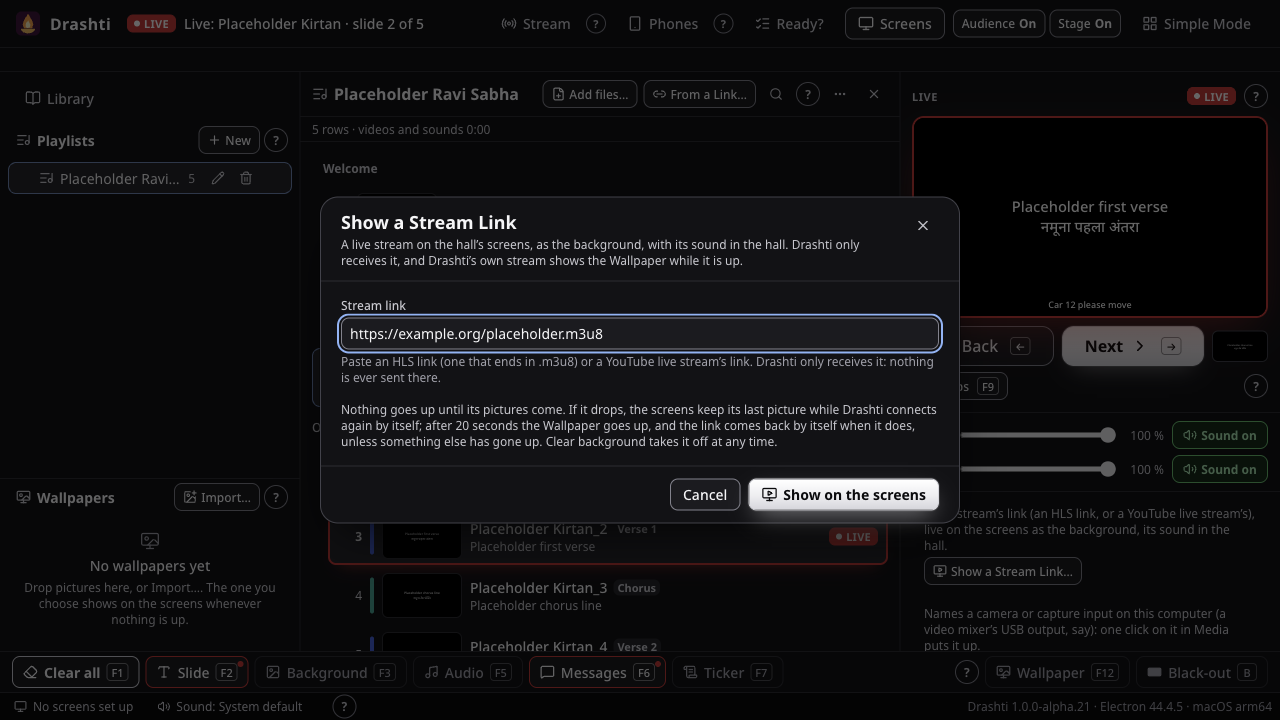 Drashti
LIVE
Live: Placeholder Kirtan · slide 2 of 5
Stream ?
Phones ?
Ready?
Screens
Audience On
Stage On
Simple Mode
Library
Playlists
New
?
Placeholder Ravi... 5
Placeholder Ravi Sabha
Add files...
From a Link...
?
5 rows · videos and sounds 0:00
Welcome
LIVE
LIVE
?
Placeholder first verse
नमूना पहला अंतरा
Car 12 please move
Back
Next
F9
?
100 % Sound on
100 % Sound on
Show a Stream Link
A live stream on the hall's screens, as the background, with its sound in the hall. Drashti only
receives it, and Drashti's own stream shows the Wallpaper while it is up.
Stream link
https://example.org/placeholder.m3u8
Paste an HLS link (one that ends in .m3u8) or a YouTube live stream's link. Drashti only receives it: nothing
is ever sent there.
Nothing goes up until its pictures come. If it drops, the screens keep its last picture while Drashti connects
again by itself; after 20 seconds the Wallpaper goes up, and the link comes back by itself when it does,
unless something else has gone up. Clear background takes it off at any time.
Cancel
Show on the screens
Wallpapers
Import...
?
No wallpapers yet
Drop pictures here, or Import.... The one you
choose shows on the screens whenever
nothing is up.
3 Placeholder Kirtan_2 Verse 1
Placeholder first verse
LIVE
4 Placeholder Kirtan_3 Chorus
Placeholder chorus line
Placeholder Kirtan_4 Verse 2
stream's link (an HLS link, or a YouTube live stream's),
live on the screens as the background, its sound in the
hall.
Show a Stream Link...
Names a camera or capture input on this computer (a
video mixer's USB output, say): one click on it in Media
puts it up.
Clear all F1
Slide F2
Background F3
Audio F5
Messages F6
Ticker F7
?
Wallpaper F12
Black-out B
No screens set up
Sound: System default
?
Drashti 1.0.0-alpha.21 · Electron 44.4.5 · macOS arm64